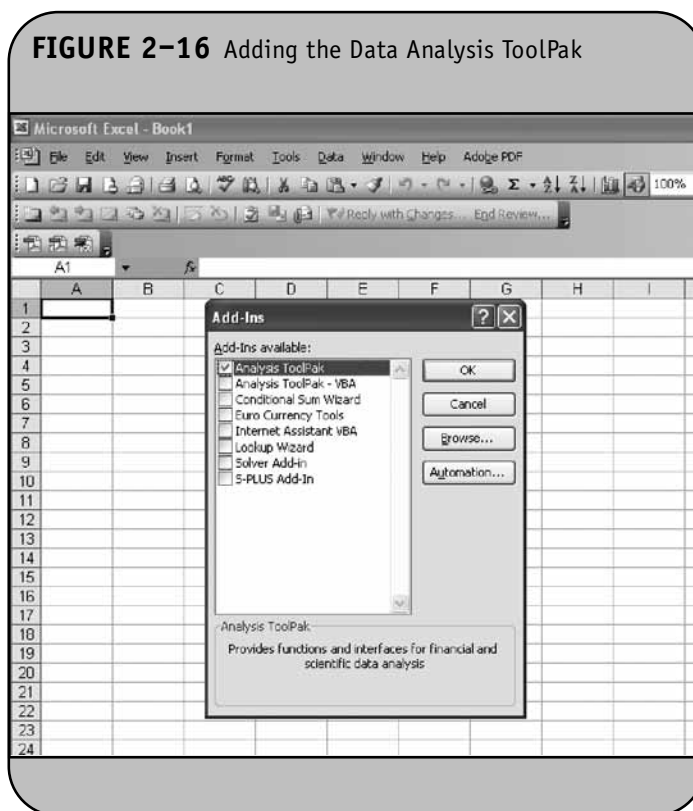 FIGURE 2–16 Adding the Data Analysis ToolPak
Microsoft Excel - Book1
File Edit View Insert Format Tools Data Window Help Adobe PDF
100%
Reply with Changes... End Review...
A1 fx
A B C D E F G H I
1
2
3
4
5
6
7
8
9
10
11
12
13
14
15
16
17
18
19
20
21
22
23
24
Add-Ins
Add-Ins available:
Analysis ToolPak
Analysis ToolPak - VBA
Conditional Sum Wizard
Euro Currency Tools
Internet Assistant VBA
Lookup Wizard
Solver Add-in
S-PLUS Add-In
OK
Cancel
Browse...
Automation...
Analysis ToolPak
Provides functions and interfaces for financial and
scientific data analysis